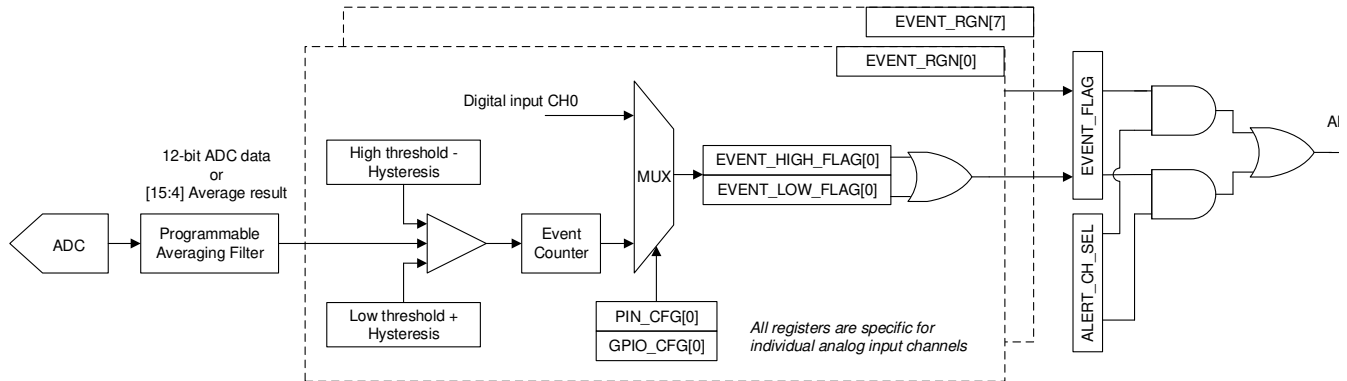 EVENT_RGN[7]
EVENT_RGN[0]
Digital input CH0
12-bit ADC data
or
[15:4] Average result
High threshold -
Hysteresis
MUX
EVENT_HIGH_FLAG[0]
EVENT_LOW_FLAG[0]
EVENT_FLAG
ADC
Programmable
Averaging Filter
Event
Counter
Low threshold +
Hysteresis
PIN_CFG[0]
GPIO_CFG[0]
All registers are specific for
individual analog input channels
ALERT_CH_SEL